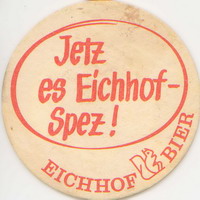 Jetz
es Eichhof-
Spez!
EICHHOF BIER